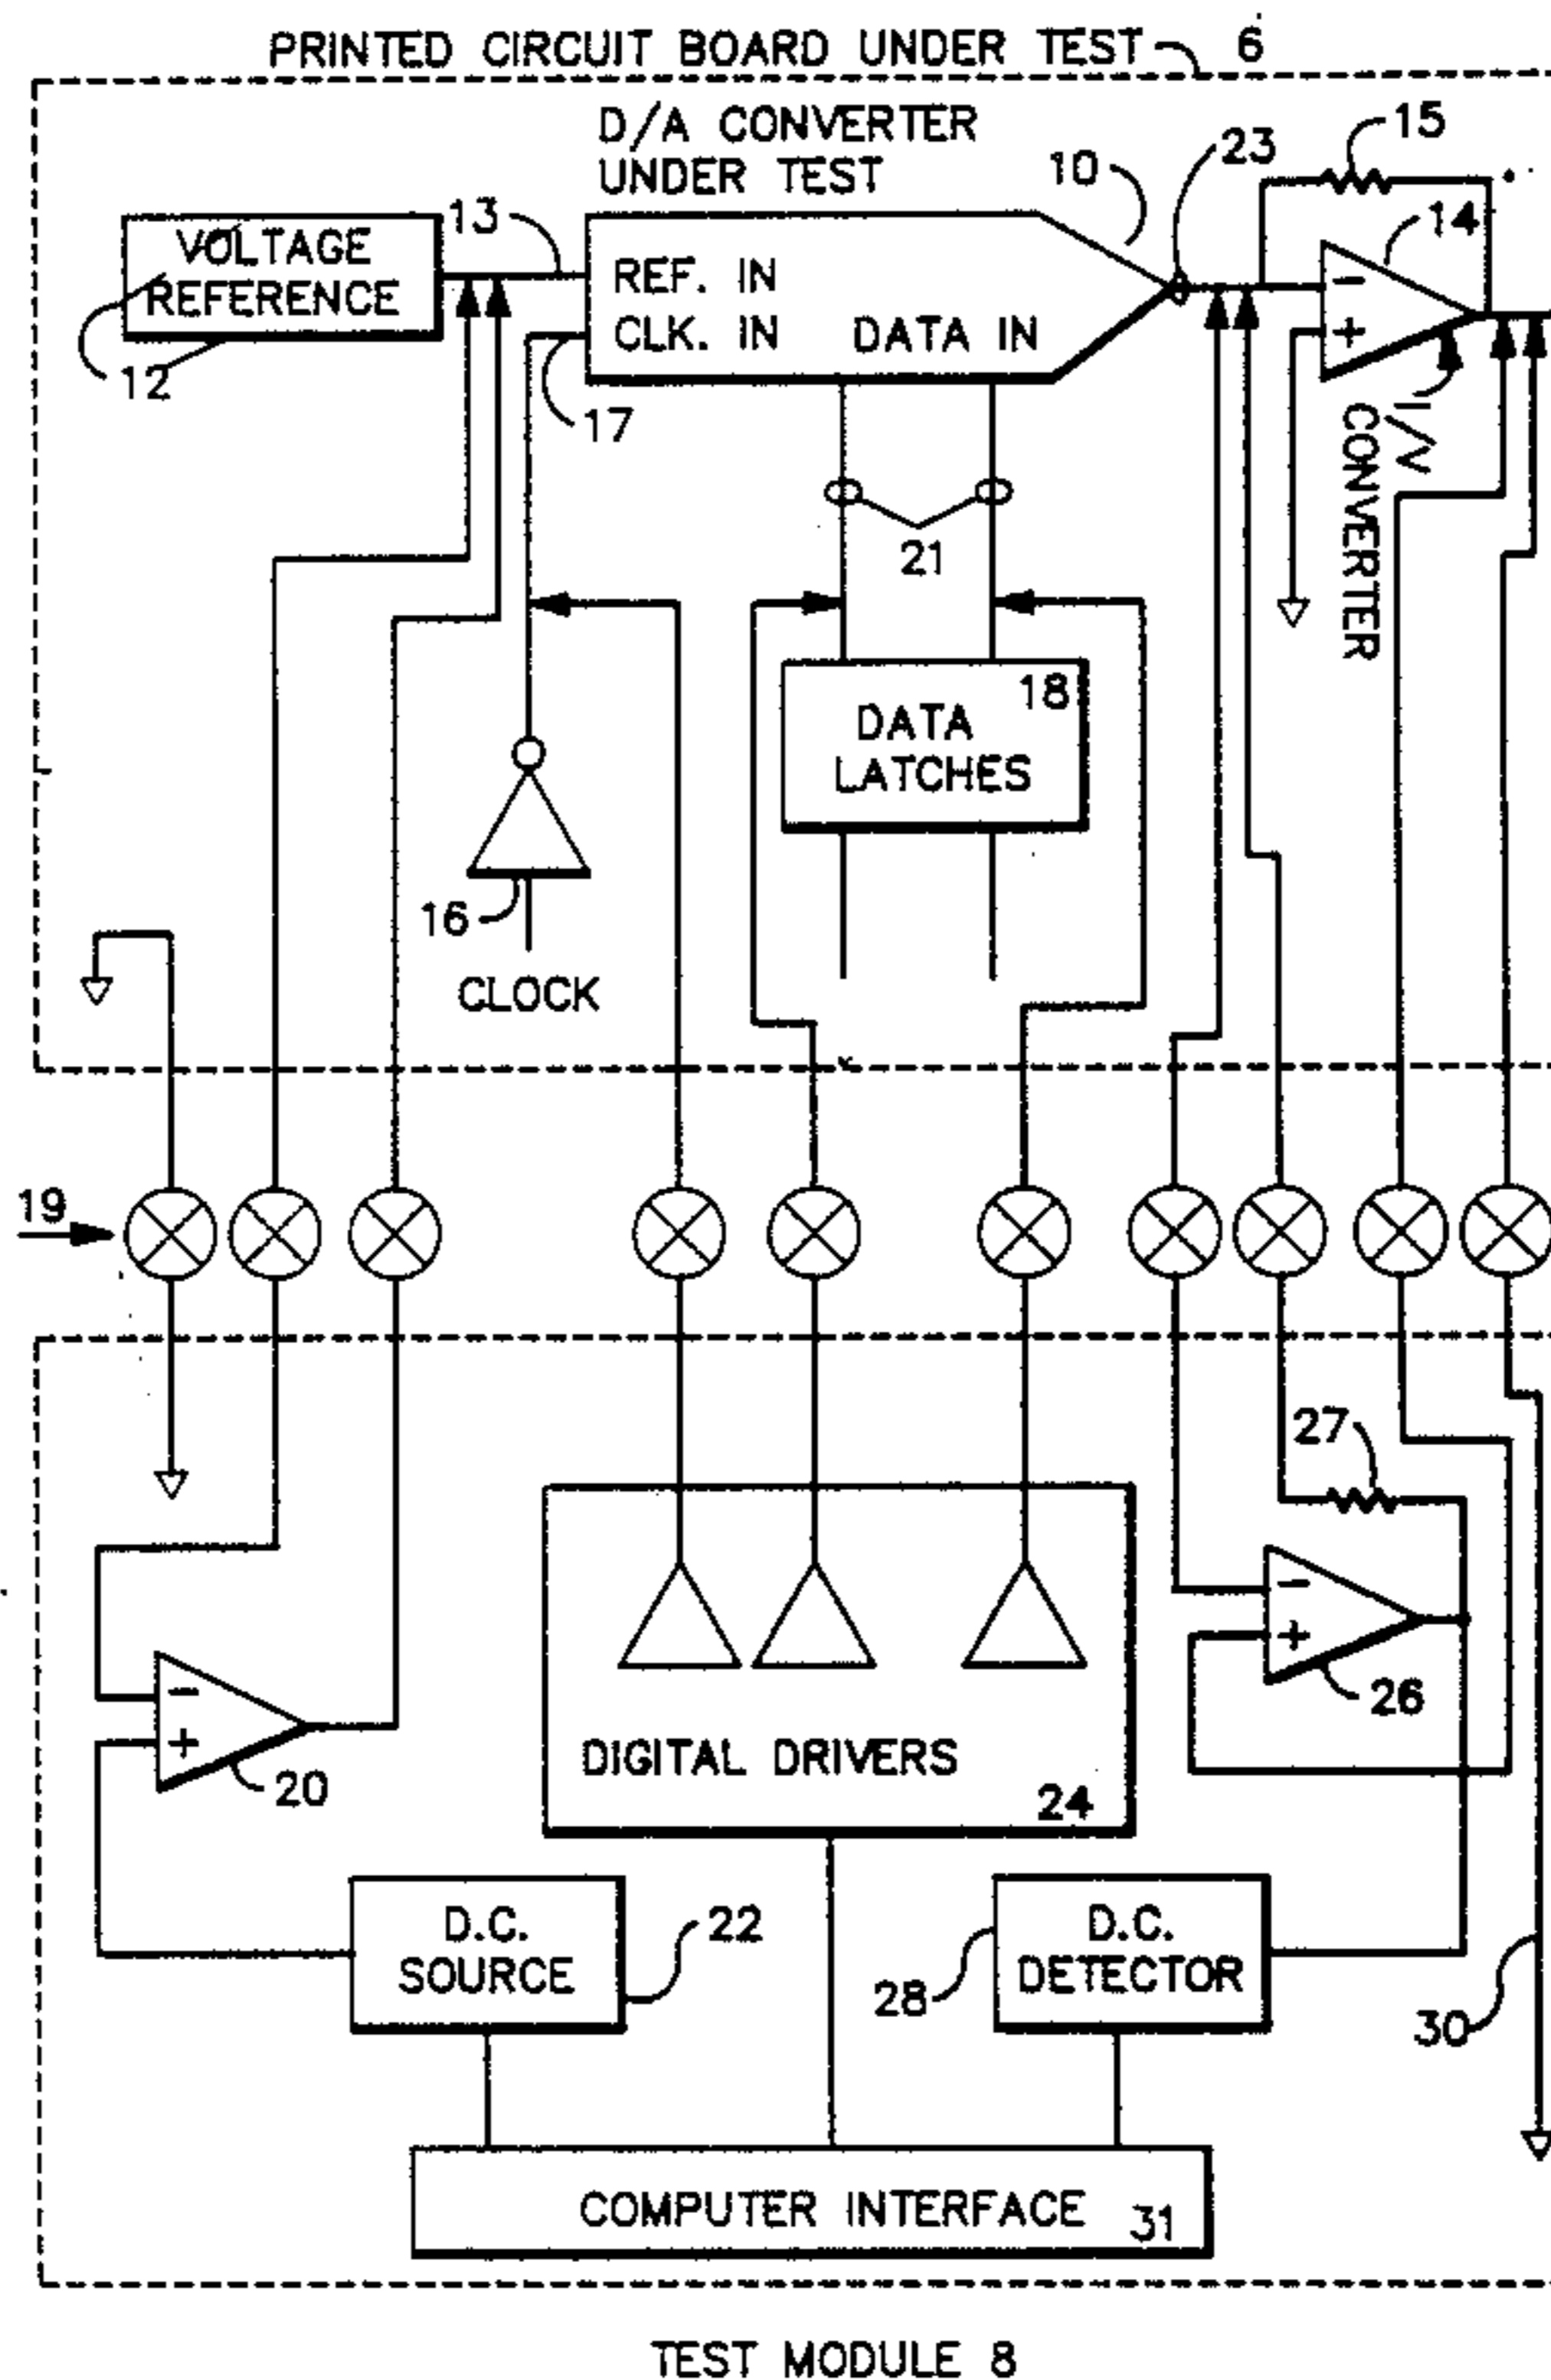 PRINTED CIRCUIT BOARD UNDER TEST 6
D/A CONVERTER
UNDER TEST
10
23
15
14
VOLTAGE
REFERENCE
12
13
REF. IN
CLK. IN
DATA IN
17
I/V
CONVERTER
21
18
DATA
LATCHES
16
CLOCK
19
27
+
-
26
-
+
20
DIGITAL DRIVERS
24
D.C.
SOURCE
22
D.C.
DETECTOR
28
30
COMPUTER INTERFACE 31
TEST MODULE 8